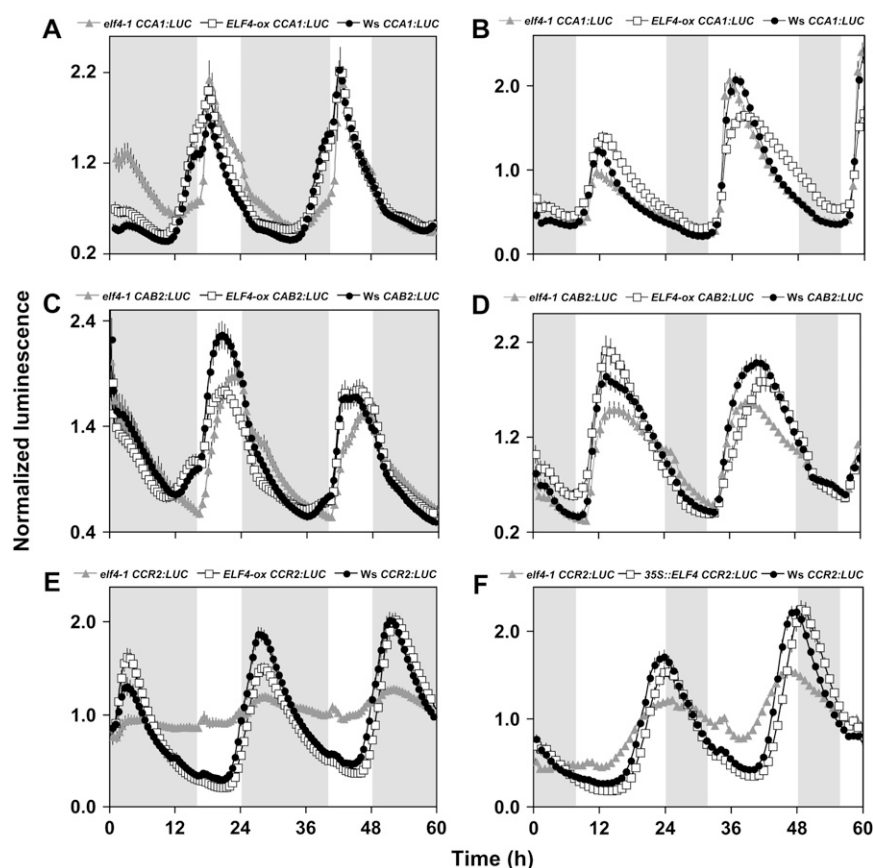 A elf4-1 CCA1:LUC ELF4-ox CCA1:LUC Ws CCA1:LUC
B elf4-1 CCA1:LUC ELF4-ox CCA1:LUC Ws CCA1:LUC
2.2
1.2
0.2
2.0
1.0
0.0
C elf4-1 CAB2:LUC ELF4-ox CAB2:LUC Ws CAB2:LUC
D elf4-1 CAB2:LUC ELF4-ox CAB2:LUC Ws CAB2:LUC
Normalized luminescence
2.4
1.4
0.4
2.2
1.2
0.2
E elf4-1 CCR2:LUC ELF4-ox CCR2:LUC Ws CCR2:LUC
F elf4-1 CCR2:LUC 35S::ELF4 CCR2:LUC Ws CCR2:LUC
2.0
1.0
0.0
0 12 24 36 48 60
2.0
1.0
0.0
0 12 24 36 48 60
Time (h)